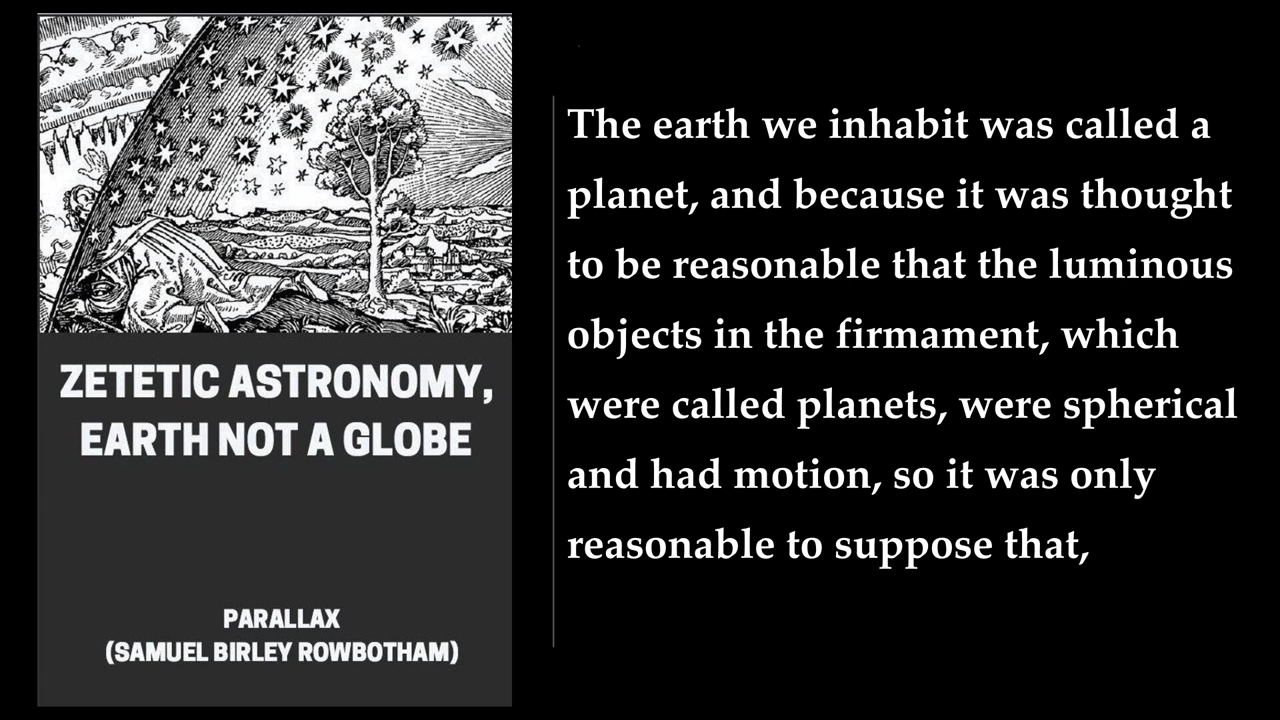 ZETETIC ASTRONOMY,
EARTH NOT A GLOBE
PARALLAX
(SAMUEL BIRLEY ROWBOTHAM)
The earth we inhabit was called a
planet, and because it was thought
to be reasonable that the luminous
objects in the firmament, which
were called planets, were spherical
and had motion, so it was only
reasonable to suppose that,